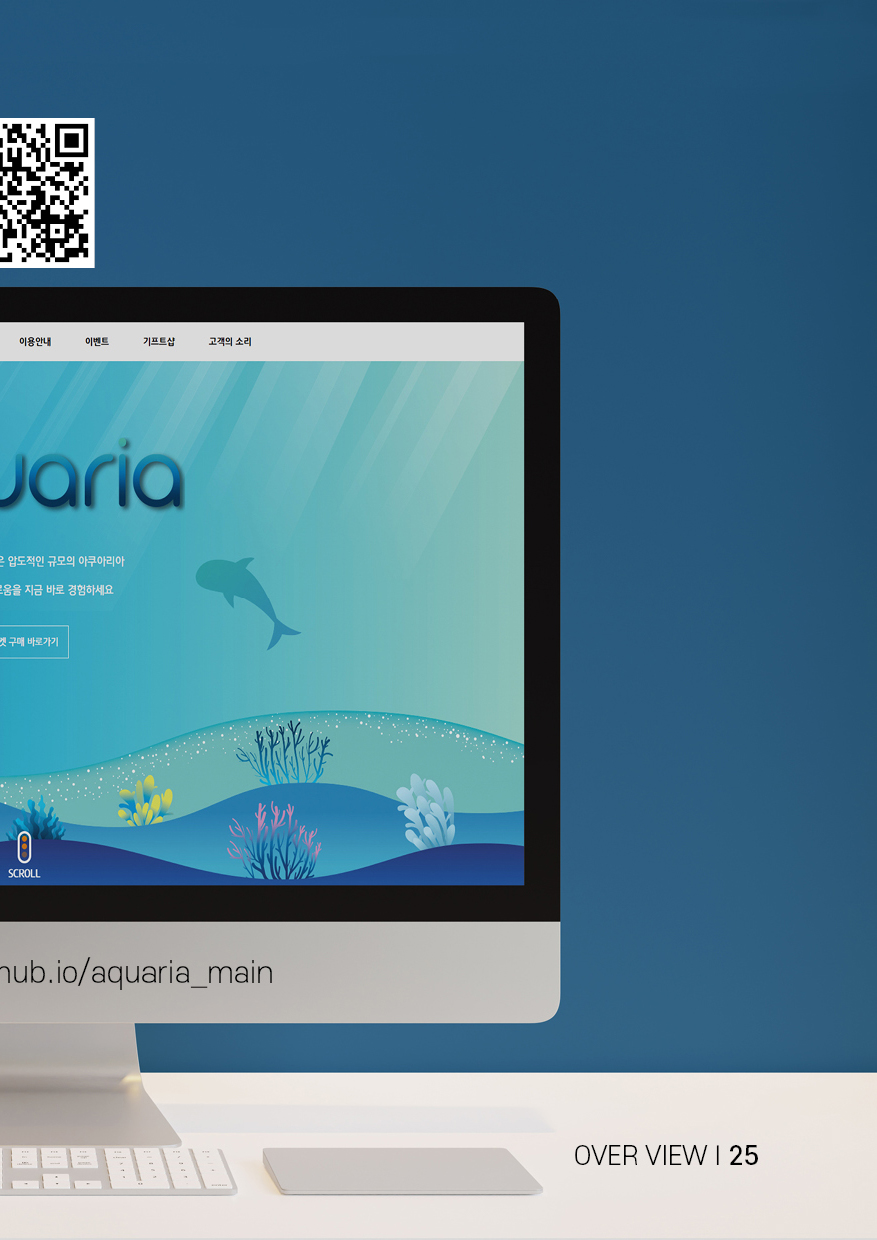 이용안내 이벤트 기프트샵 고객의 소리
uaria
은 압도적인 규모의 아쿠아리아
로움을 지금 바로 경험하세요
켓 구매 바로가기
SCROLL
hub.io/aquaria_main
OVER VIEW I 25